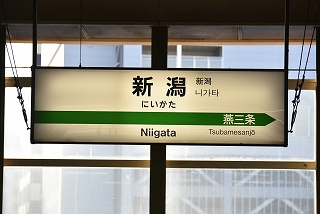 新潟
にいがた
新潟
니가타
燕三条
Niigata
Tsubamesanjō